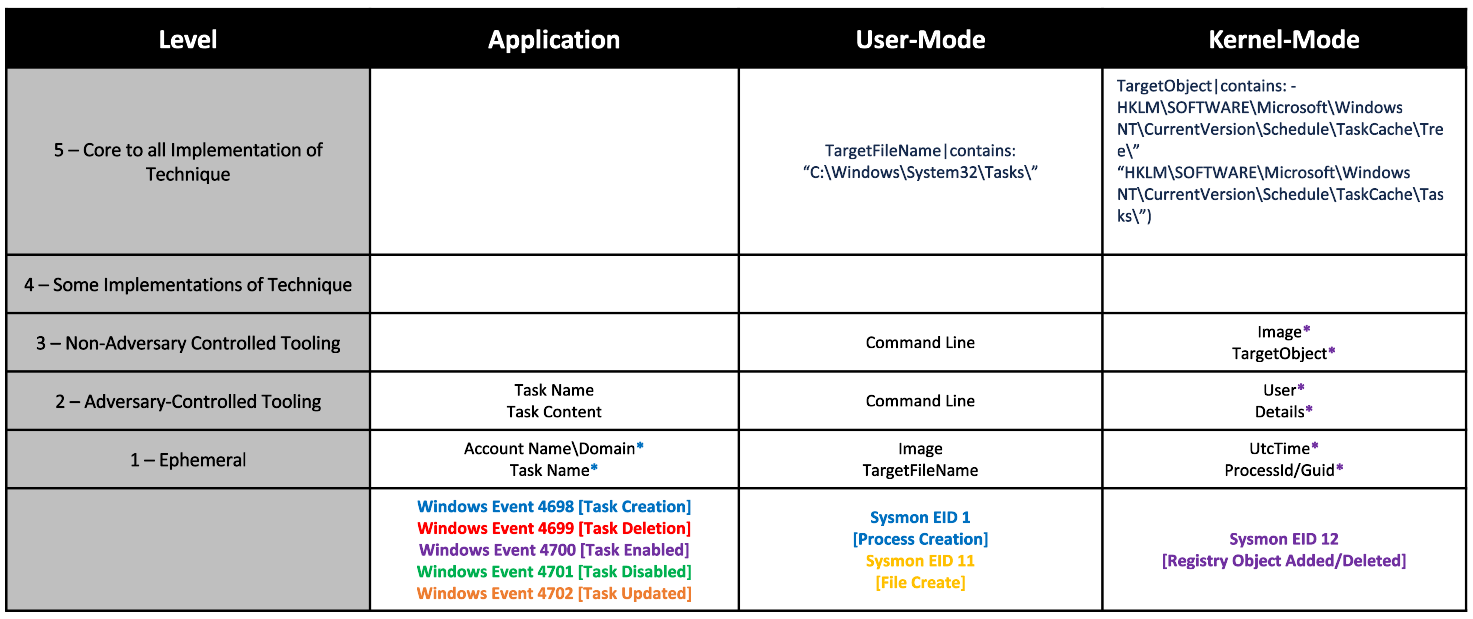 Level
Application
User-Mode
Kernel-Mode
5 – Core to all Implementation of
Technique
TargetFileName|contains:
“C:\Windows\System32\Tasks\”
TargetObject|contains: -
HKLM\SOFTWARE\Microsoft\Windows
NT\CurrentVersion\Schedule\TaskCache\Tre
e\”
“HKLM\SOFTWARE\Microsoft\Windows
NT\CurrentVersion\Schedule\TaskCache\Tas
ks\”)
4 – Some Implementations of Technique
3 – Non-Adversary Controlled Tooling
Command Line
Image*
TargetObject*
2 – Adversary-Controlled Tooling
Task Name
Task Content
Command Line
User*
Details*
1 – Ephemeral
Account Name\Domain*
Task Name*
Image
TargetFileName
UtcTime*
ProcessId/Guid*
Windows Event 4698 [Task Creation]
Windows Event 4699 [Task Deletion]
Windows Event 4700 [Task Enabled]
Windows Event 4701 [Task Disabled]
Windows Event 4702 [Task Updated]
Sysmon EID 1
[Process Creation]
Sysmon EID 11
[File Create]
Sysmon EID 12
[Registry Object Added/Deleted]